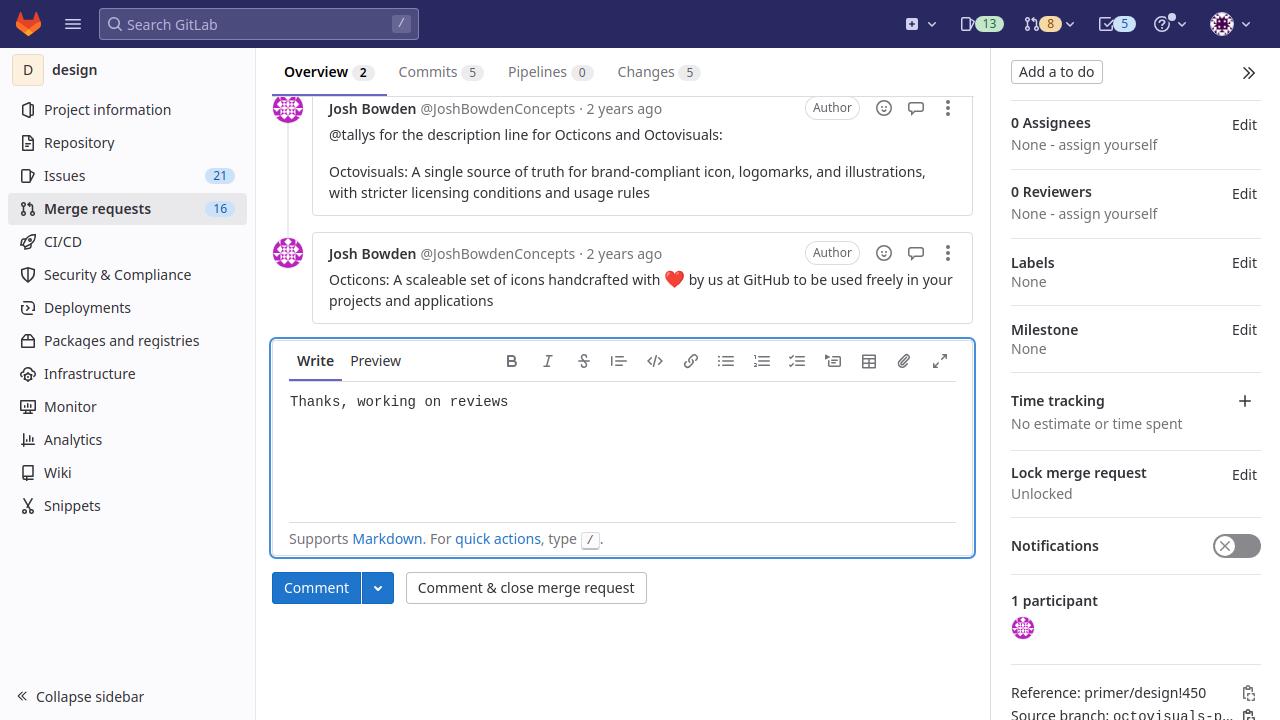 Search GitLab
/
13
8
5
D
design
Project information
Repository
Issues
21
Merge requests
16
CI/CD
Security & Compliance
Deployments
Packages and registries
Infrastructure
Monitor
Analytics
Wiki
Snippets
Collapse sidebar
Overview 2
Commits 5
Pipelines 0
Changes 5
Josh Bowden @JoshBowdenConcepts · 2 years ago
Author
@tallys for the description line for Octicons and Octovisuals:
Octovisuals: A single source of truth for brand-compliant icon, logomarks, and illustrations,
with stricter licensing conditions and usage rules
Josh Bowden @JoshBowdenConcepts · 2 years ago
Author
Octicons: A scaleable set of icons handcrafted with ❤️ by us at GitHub to be used freely in your
projects and applications
Write
Preview
Thanks, working on reviews
Supports Markdown. For quick actions, type /.
Comment
Comment & close merge request
Add a to do
0 Assignees
Edit
None - assign yourself
0 Reviewers
Edit
None - assign yourself
Labels
Edit
None
Milestone
Edit
None
Time tracking
No estimate or time spent
Lock merge request
Edit
Unlocked
Notifications
1 participant
Reference: primer/design!450
Source branch: octovisuals-p…